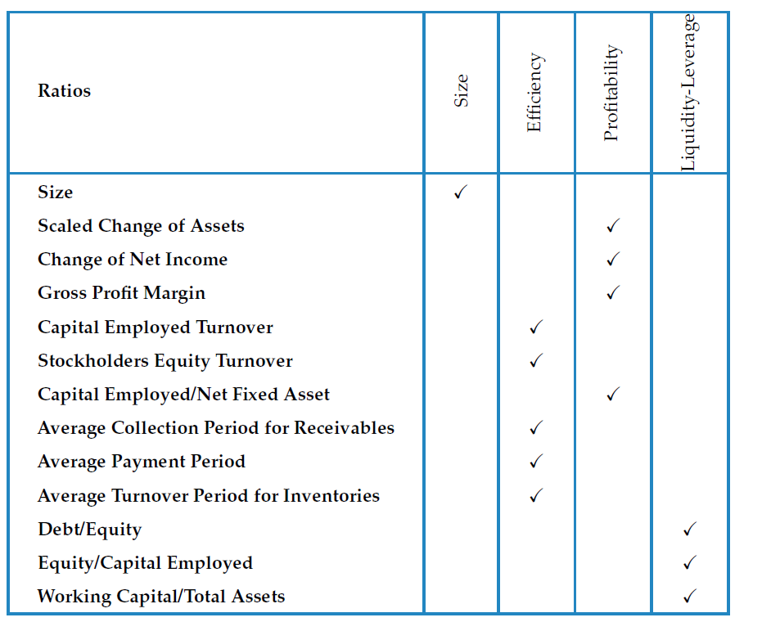 Ratios Size Efficiency Profitability Liquidity-Leverage
Size ✓
Scaled Change of Assets ✓
Change of Net Income ✓
Gross Profit Margin ✓
Capital Employed Turnover ✓
Stockholders Equity Turnover ✓
Capital Employed/Net Fixed Asset ✓
Average Collection Period for Receivables ✓
Average Payment Period ✓
Average Turnover Period for Inventories ✓
Debt/Equity ✓
Equity/Capital Employed ✓
Working Capital/Total Assets ✓